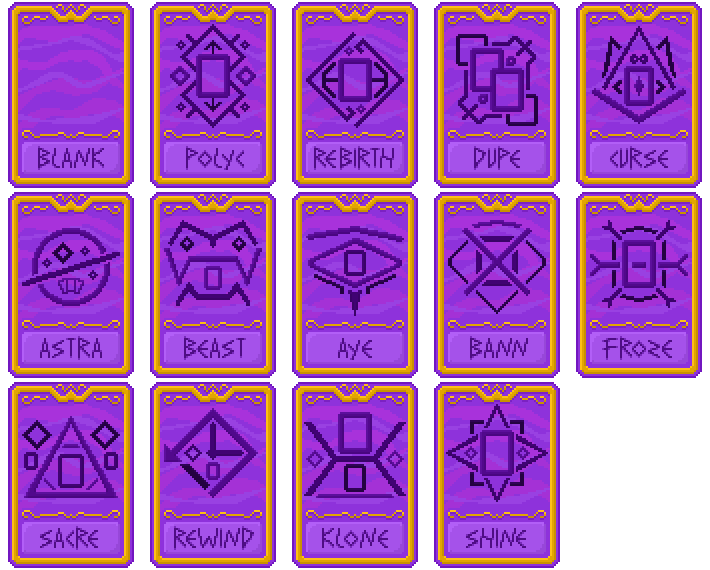 BLANK POLYC REBIRTH DUPE CURSE
ASTRA BEAST AYE BANN FROZE
SACRE REWIND KLONE SHINE